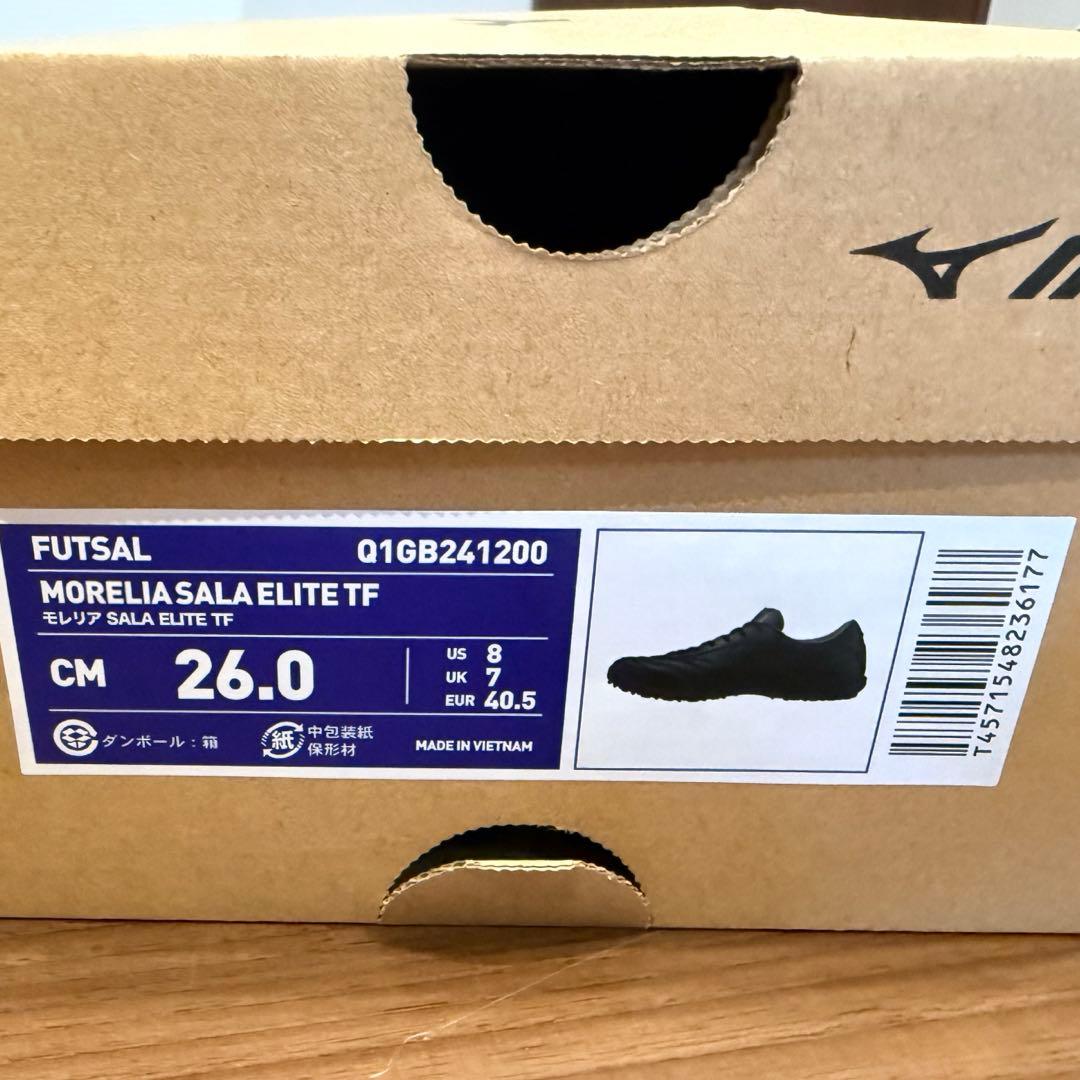 FUTSAL Q1GB241200
MORELIA SALA ELITE TF
モレリア SALA ELITE TF
CM 26.0
US 8
UK 7
EUR 40.5
ダンボール：箱
紙 中包装紙
保形材
MADE IN VIETNAM
T4571548236177